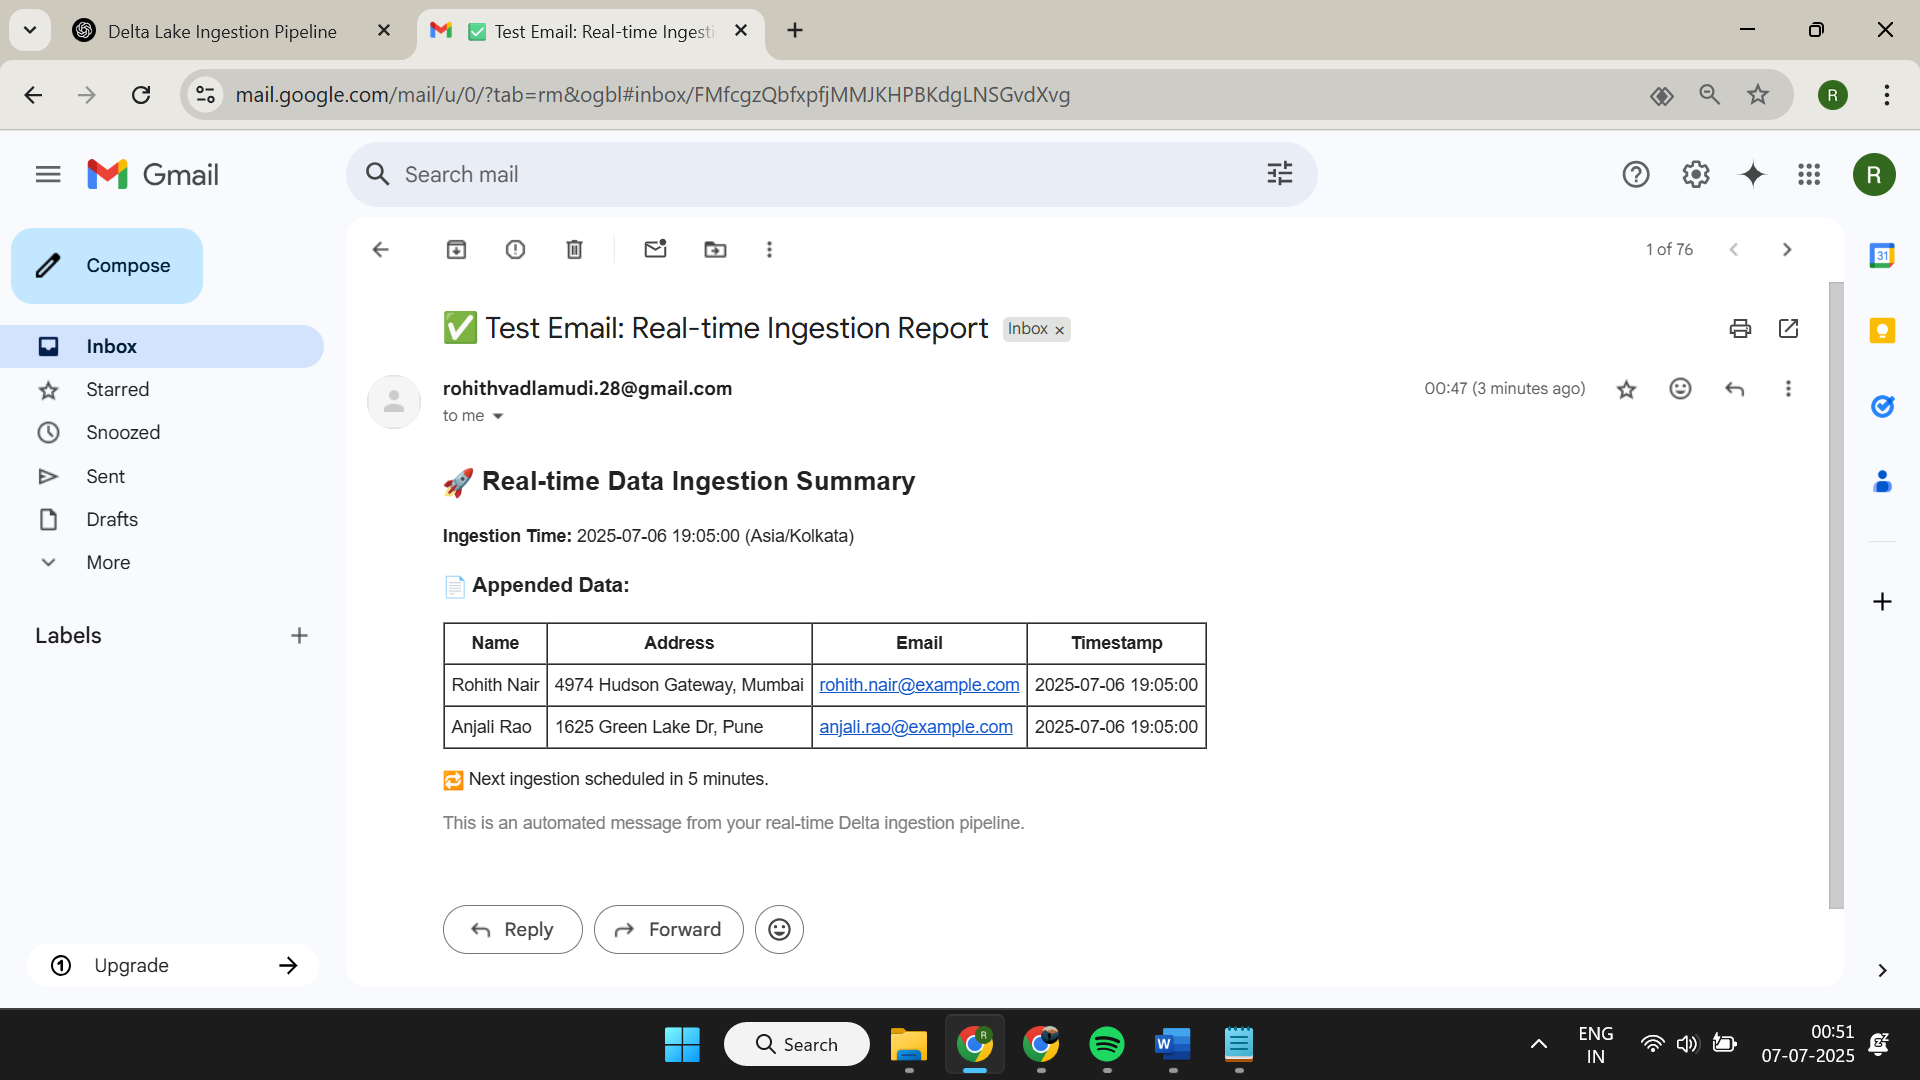 Delta Lake Ingestion Pipeline
✅ Test Email: Real-time Ingesti
mail.google.com/mail/u/0/?tab=rm&ogbl#inbox/FMfcgzQbfxpfjMMJKHPBKdgLNSGvdXvg
R
Gmail
Search mail
R
Compose
1 of 76
31
✅ Test Email: Real-time Ingestion Report Inbox ×
Inbox
Starred
Snoozed
Sent
Drafts
More
Labels
Upgrade
rohithvadlamudi.28@gmail.com
00:47 (3 minutes ago)
to me
🚀 Real-time Data Ingestion Summary
Ingestion Time: 2025-07-06 19:05:00 (Asia/Kolkata)
📄 Appended Data:
Name Address Email Timestamp
Rohith Nair 4974 Hudson Gateway, Mumbai rohith.nair@example.com 2025-07-06 19:05:00
Anjali Rao 1625 Green Lake Dr, Pune anjali.rao@example.com 2025-07-06 19:05:00
🔁 Next ingestion scheduled in 5 minutes.
This is an automated message from your real-time Delta ingestion pipeline.
Reply
Forward
Search
R
W
ENG
IN
00:51
07-07-2025